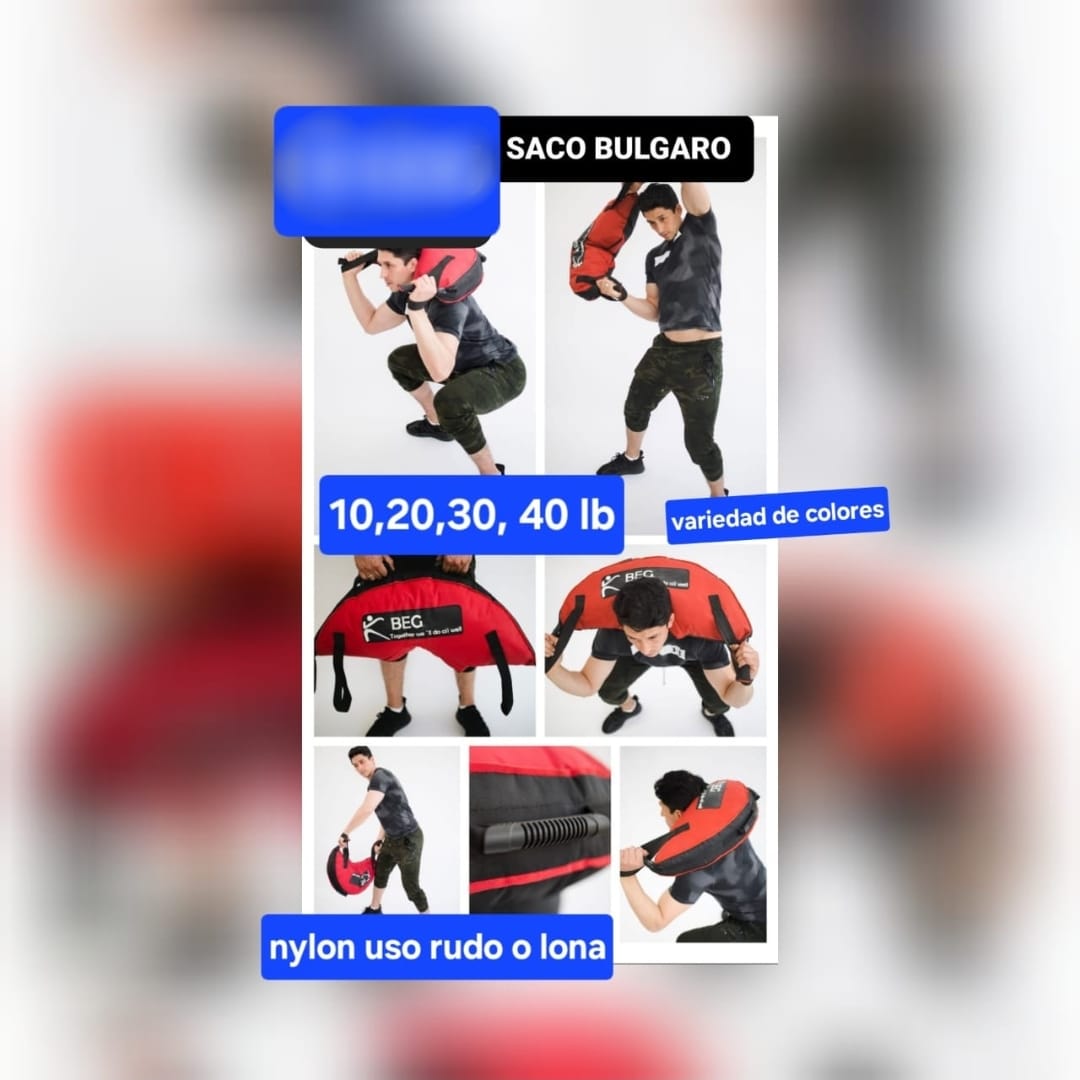 SACO BULGARO
10,20,30, 40 lb
variedad de colores
BEG
Together we'll do all well
BEG
nylon uso rudo o lona